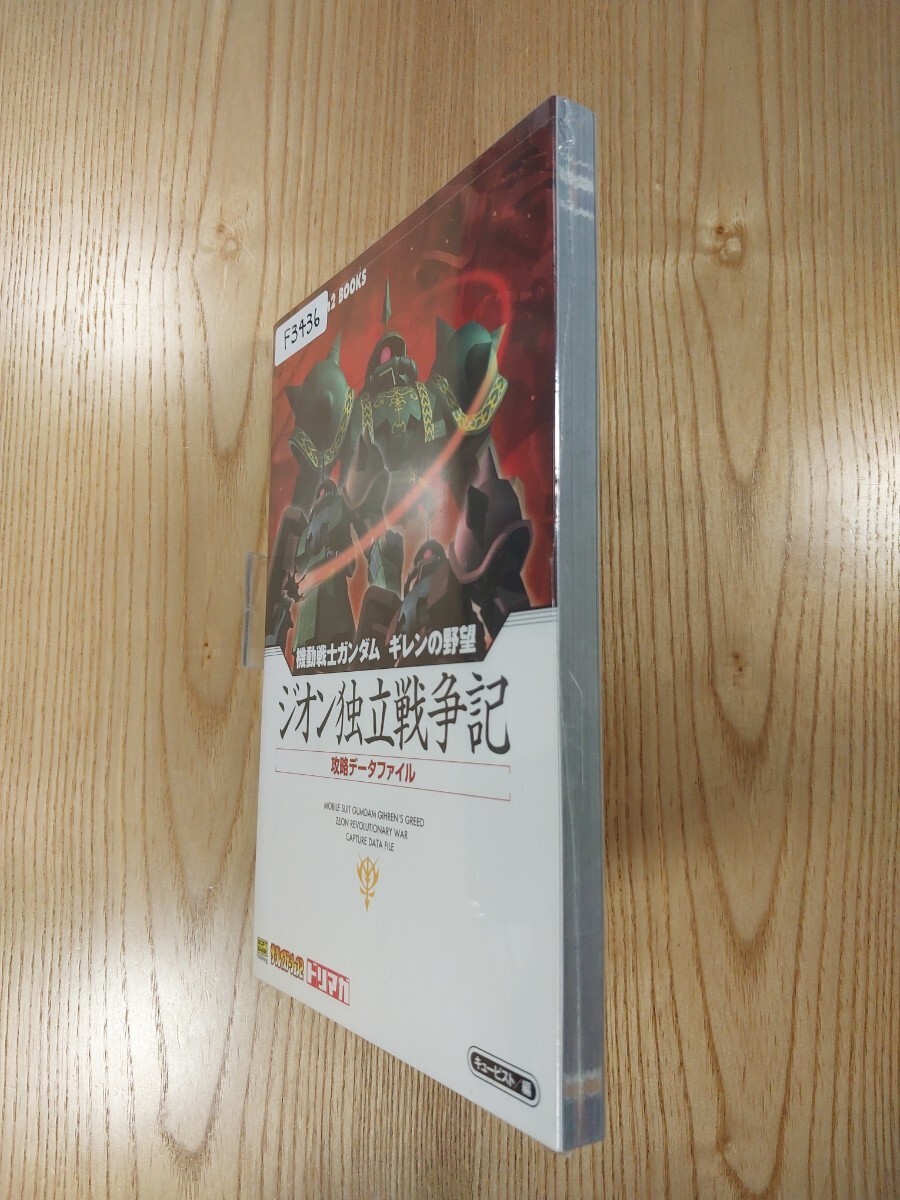 2 BOOKS
F3436
機動戦士ガンダム ギレンの野望
ジオン独立戦争記
攻略データファイル
MOBILE SUIT GUMDAM GIHREN'S GREED
ZEON REVOLUTIONARY WAR
CAPTURE DATA FILE
ドリマガ
キュービスト/編